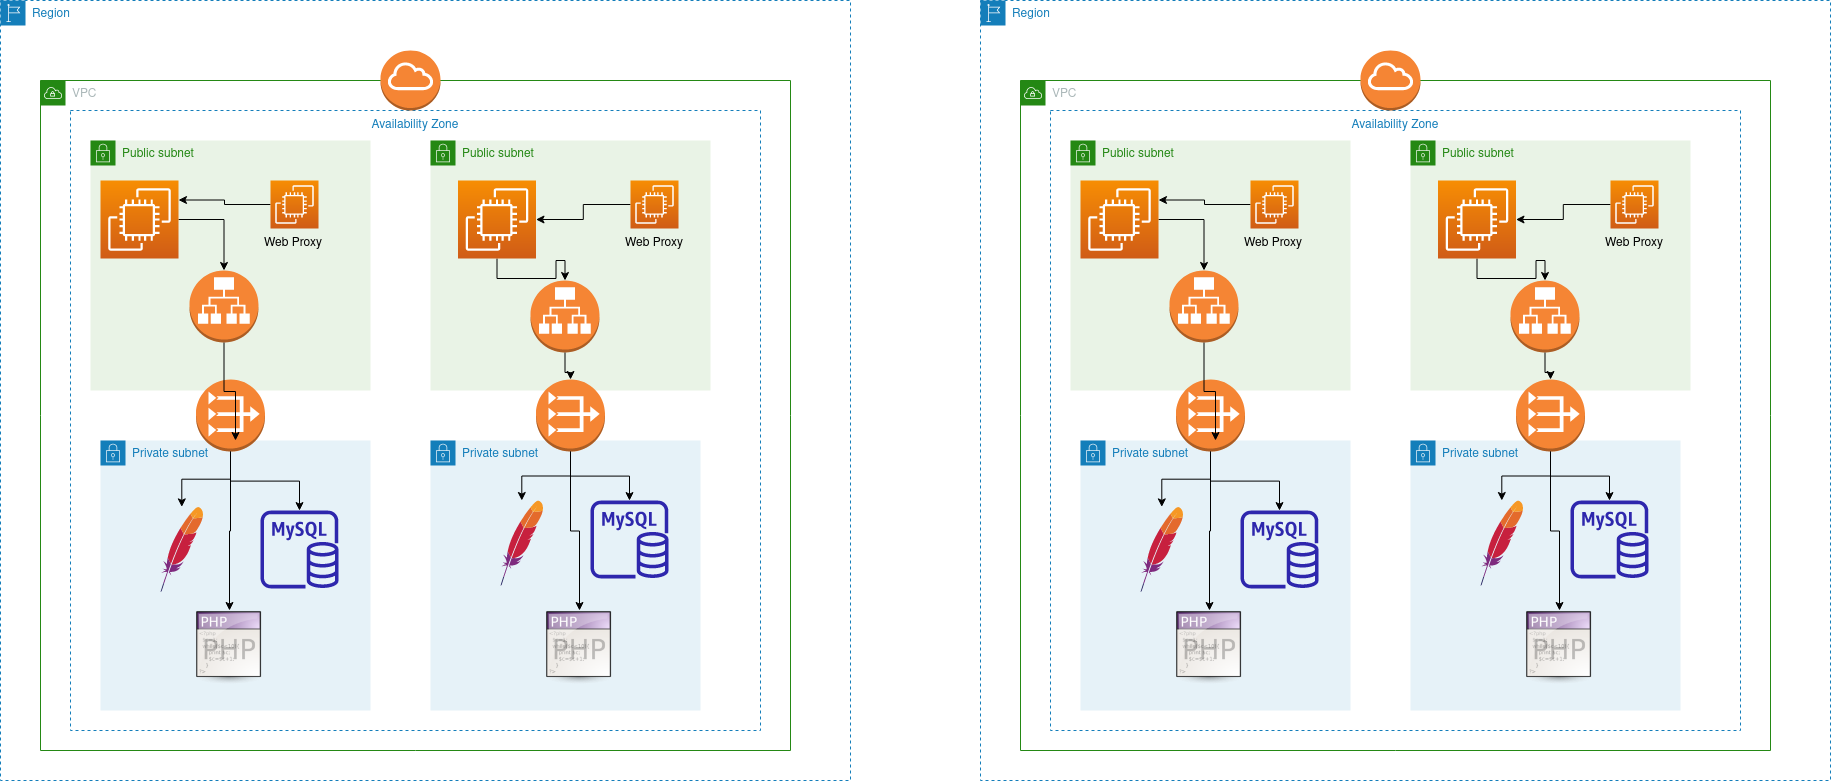 Region
Region
VPC
VPC
Availability Zone
Availability Zone
Public subnet
Public subnet
Public subnet
Public subnet
Web Proxy
Web Proxy
Web Proxy
Web Proxy
Private subnet
Private subnet
Private subnet
Private subnet
MySQL
MySQL
MySQL
MySQL
PHP
PHP
PHP
PHP
PHP
PHP
PHP
PHP